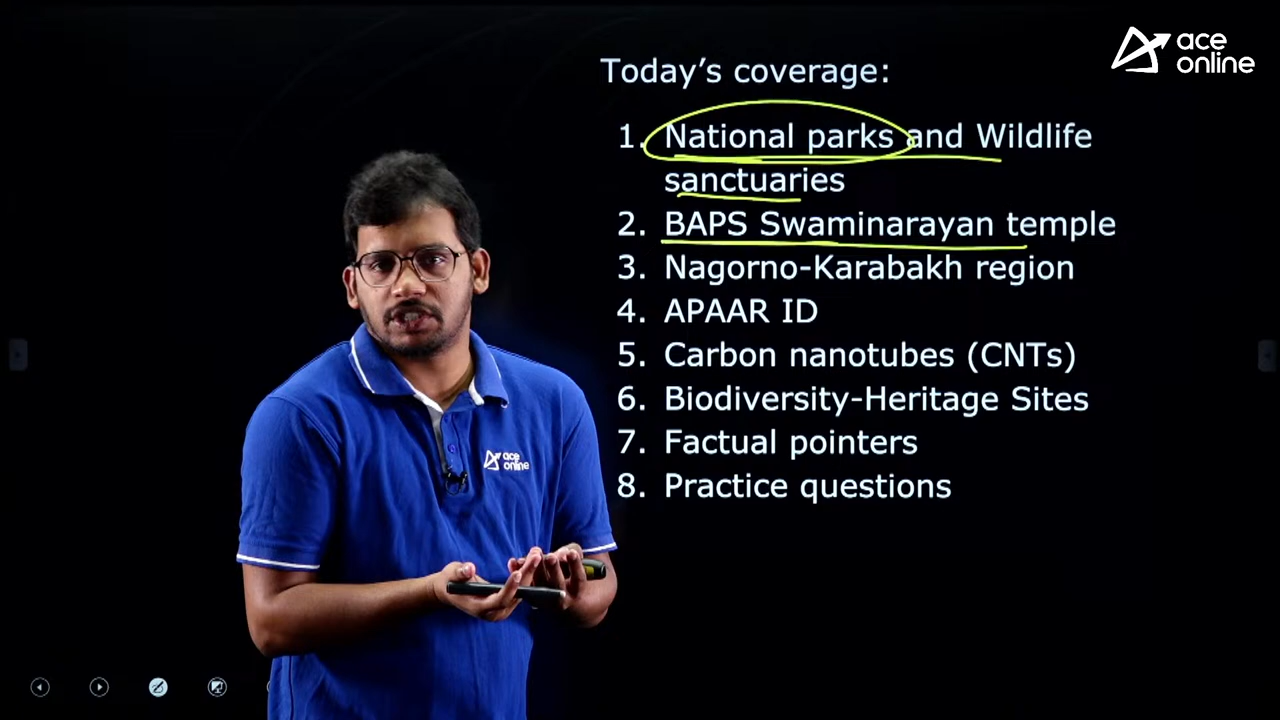 ace
online
Today’s coverage:
1. National parks and Wildlife
sanctuaries
2. BAPS Swaminarayan temple
3. Nagorno-Karabakh region
4. APAAR ID
5. Carbon nanotubes (CNTs)
6. Biodiversity-Heritage Sites
7. Factual pointers
8. Practice questions
ace
online